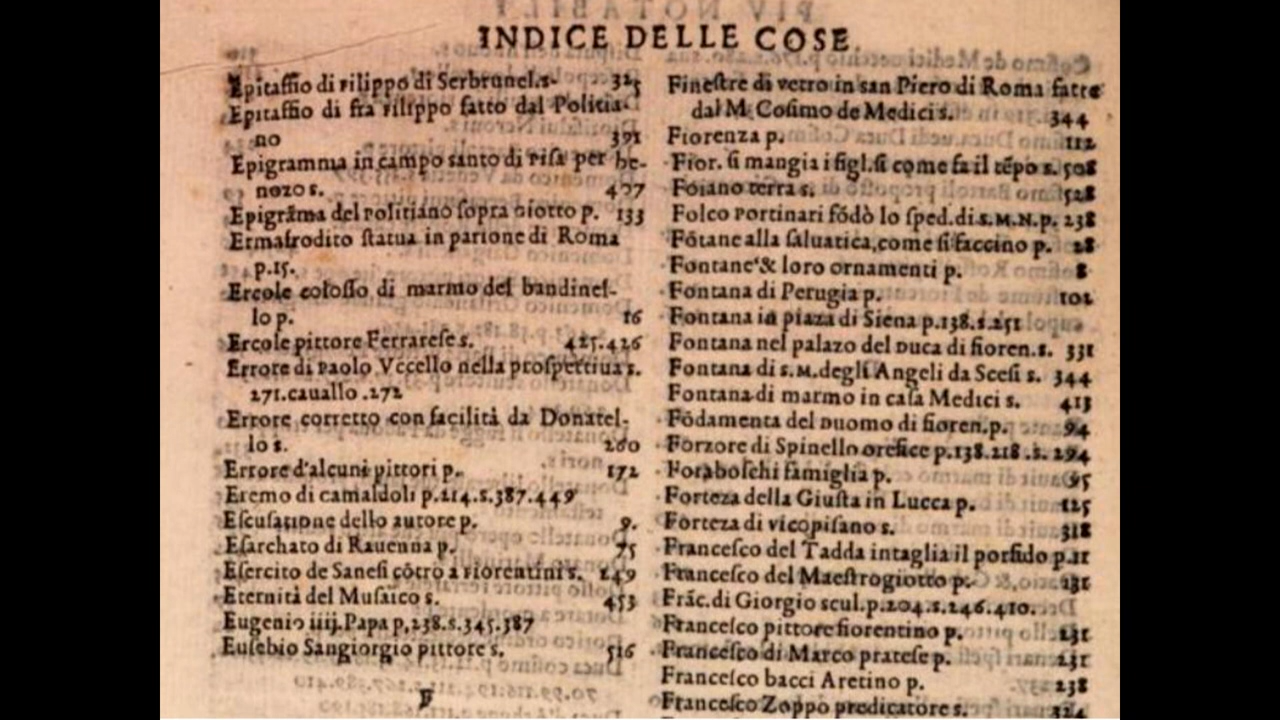 INDICE DELLE COSE
Epitaffio di Filippo di Serbrunel.s. 325
Epitaffio di fra Filippo fatto dal Politia-
no 391
Epigramma in campo santo di Pisa per be-
nozo s. 407
Epigrãma del Politiano sopra Giotto p. 133
Ermafrodito statua in parione di Roma
p.15.
Ercole colosso di marmo del bandinel-
lo p. 16
Ercole pittore Ferrarese s. 425.426
Errore di Paolo Vccello nella prospettiua s.
271.cauallo .272
Errore corretto con facilità da Donatel-
lo s. 260
Errore d'alcuni pittori p. 172
Eremo di camaldoli p.214.s.387.449
Escusatione dello autore p. 9.
Esarchato di Rauenna p. 75
Esercito de Sanesi cõtro a Fiorentini s. 249
Eternità del Musaico s. 453
Eugenio iiij.Papa p,238.s.345.387
Eusebio Sangiorgio pittore s. 516
Finestre di vetro in san Piero di Roma fatte
dal M. Cosimo de Medici s. 344
Fiorenza p. 112
Fior. si mangia i figl.si come fa il tẽpo s. 508
Foiano terra s. 528
Folco Portinari fõdò lo sped.di s.M.N.p. 238
Fõtane alla saluatica,come si faccino p. 28
Fontane & loro ornamenti p. 8
Fontana di Perugia p. 102
Fontana in piaza di Siena p.138.s.251
Fontana nel palazo del Duca di fioren.s. 331
Fontana di s.M.degli Angeli da Scesi s. 344
Fontana di marmo in casa Medici s. 413
Fõdamenta del Duomo di fioren.p. 94
Forzore di Spinello orefice p.138.218.s. 294
Foraboschi famiglia p. 95
Forteza della Giusta in Lucca p. 125
Forteza di vicopisano s. 318
Francesco del Tadda intaglia il porfido p.11
Francesco del Maestrogiotto p. 131
Frãc.di Giorgio scul.p.204.s.246.410.
Francesco pittore fiorentino p. 131
Francesco di Marco pratese p. 231
Francesco bacci Aretino p. 238
Francesco Zoppo predicatore s. 324